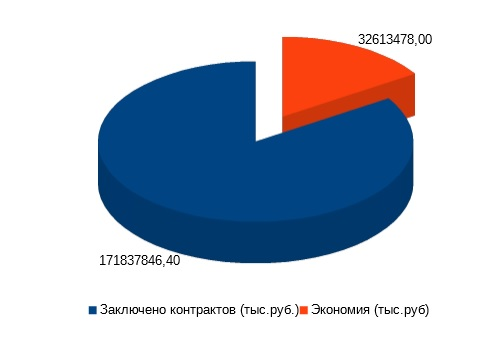 32613478,00
171837846,40
Заключено контрактов (тыс.руб.) Экономия (тыс.руб)